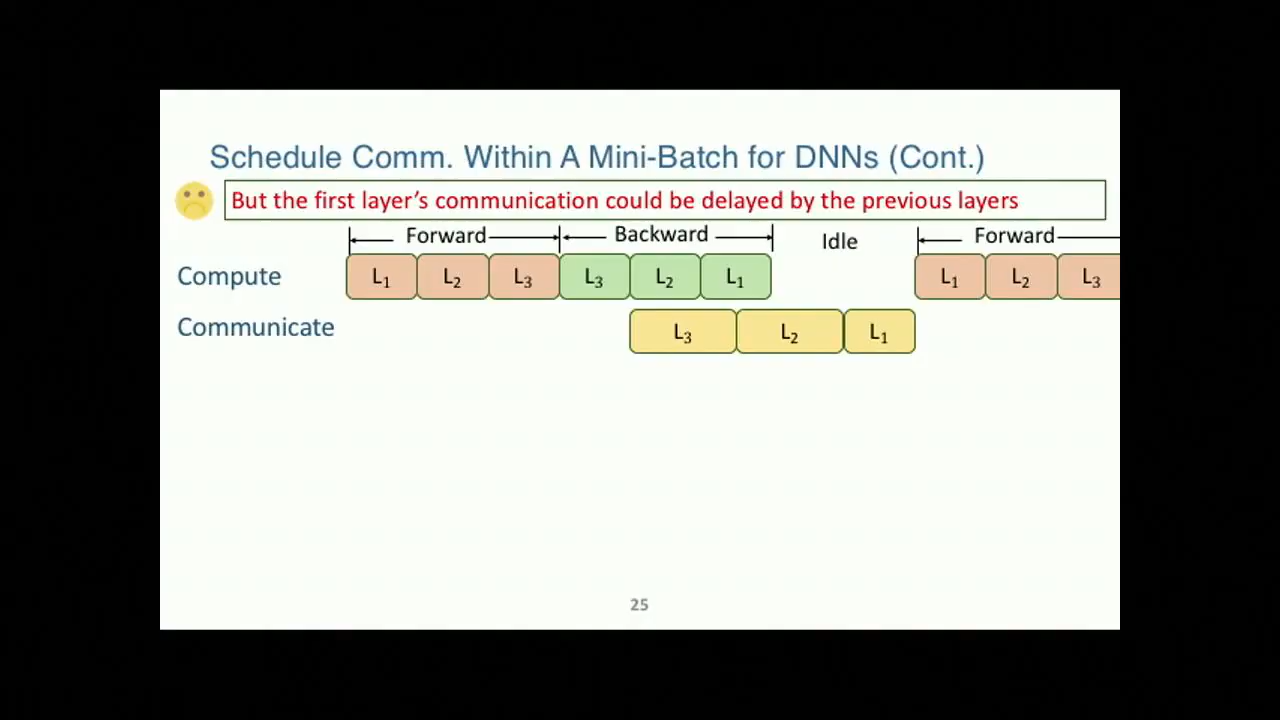 Schedule Comm. Within A Mini-Batch for DNNs (Cont.)
But the first layer's communication could be delayed by the previous layers
Forward Backward Idle Forward
Compute L₁ L₂ L₃ L₃ L₂ L₁ L₁ L₂ L₃
Communicate L₃ L₂ L₁
25